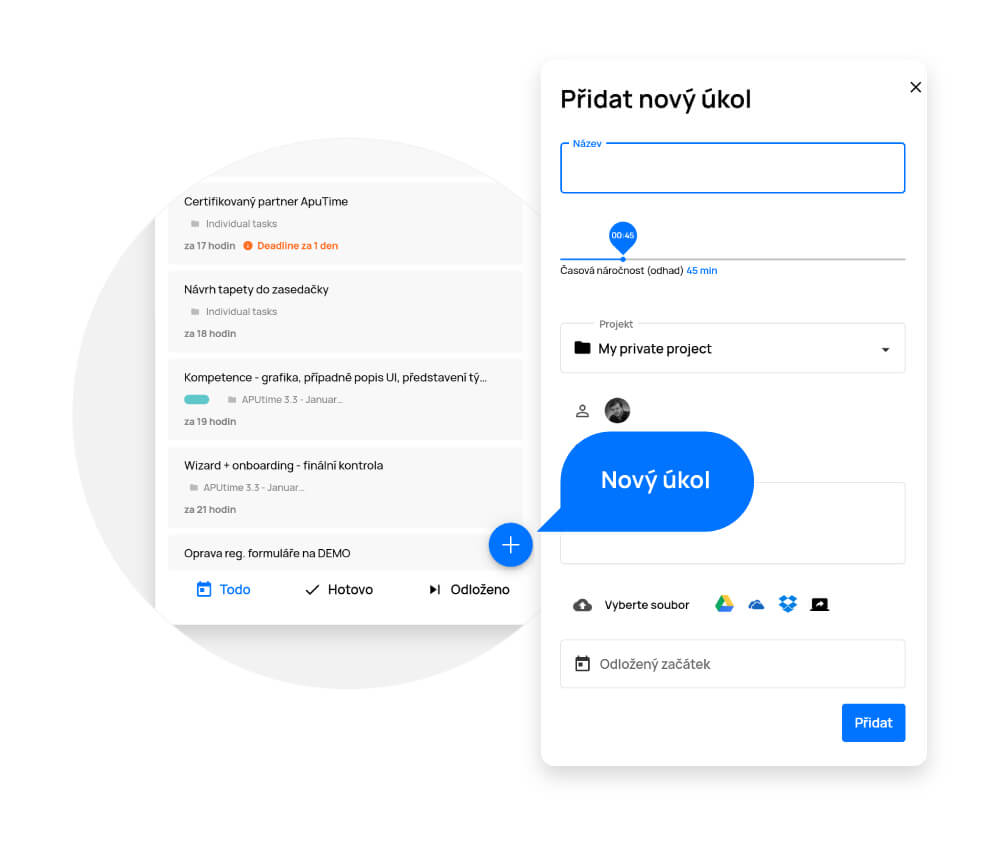 Certifikovaný partner ApuTime
Individual tasks
za 17 hodin Deadline za 1 den
Návrh tapety do zasedačky
Individual tasks
za 18 hodin
Kompetence - grafika, případně popis UI, představení tý...
APUtime 3.3 - Januar...
za 19 hodin
Wizard + onboarding - finální kontrola
APUtime 3.3 - Januar...
za 21 hodin
Oprava reg. formuláře na DEMO
Todo
Hotovo
Odloženo
Přidat nový úkol
Název
00:45
Časová náročnost (odhad) 45 min
Projekt
My private project
Nový úkol
Vyberte soubor
Odložený začátek
Přidat